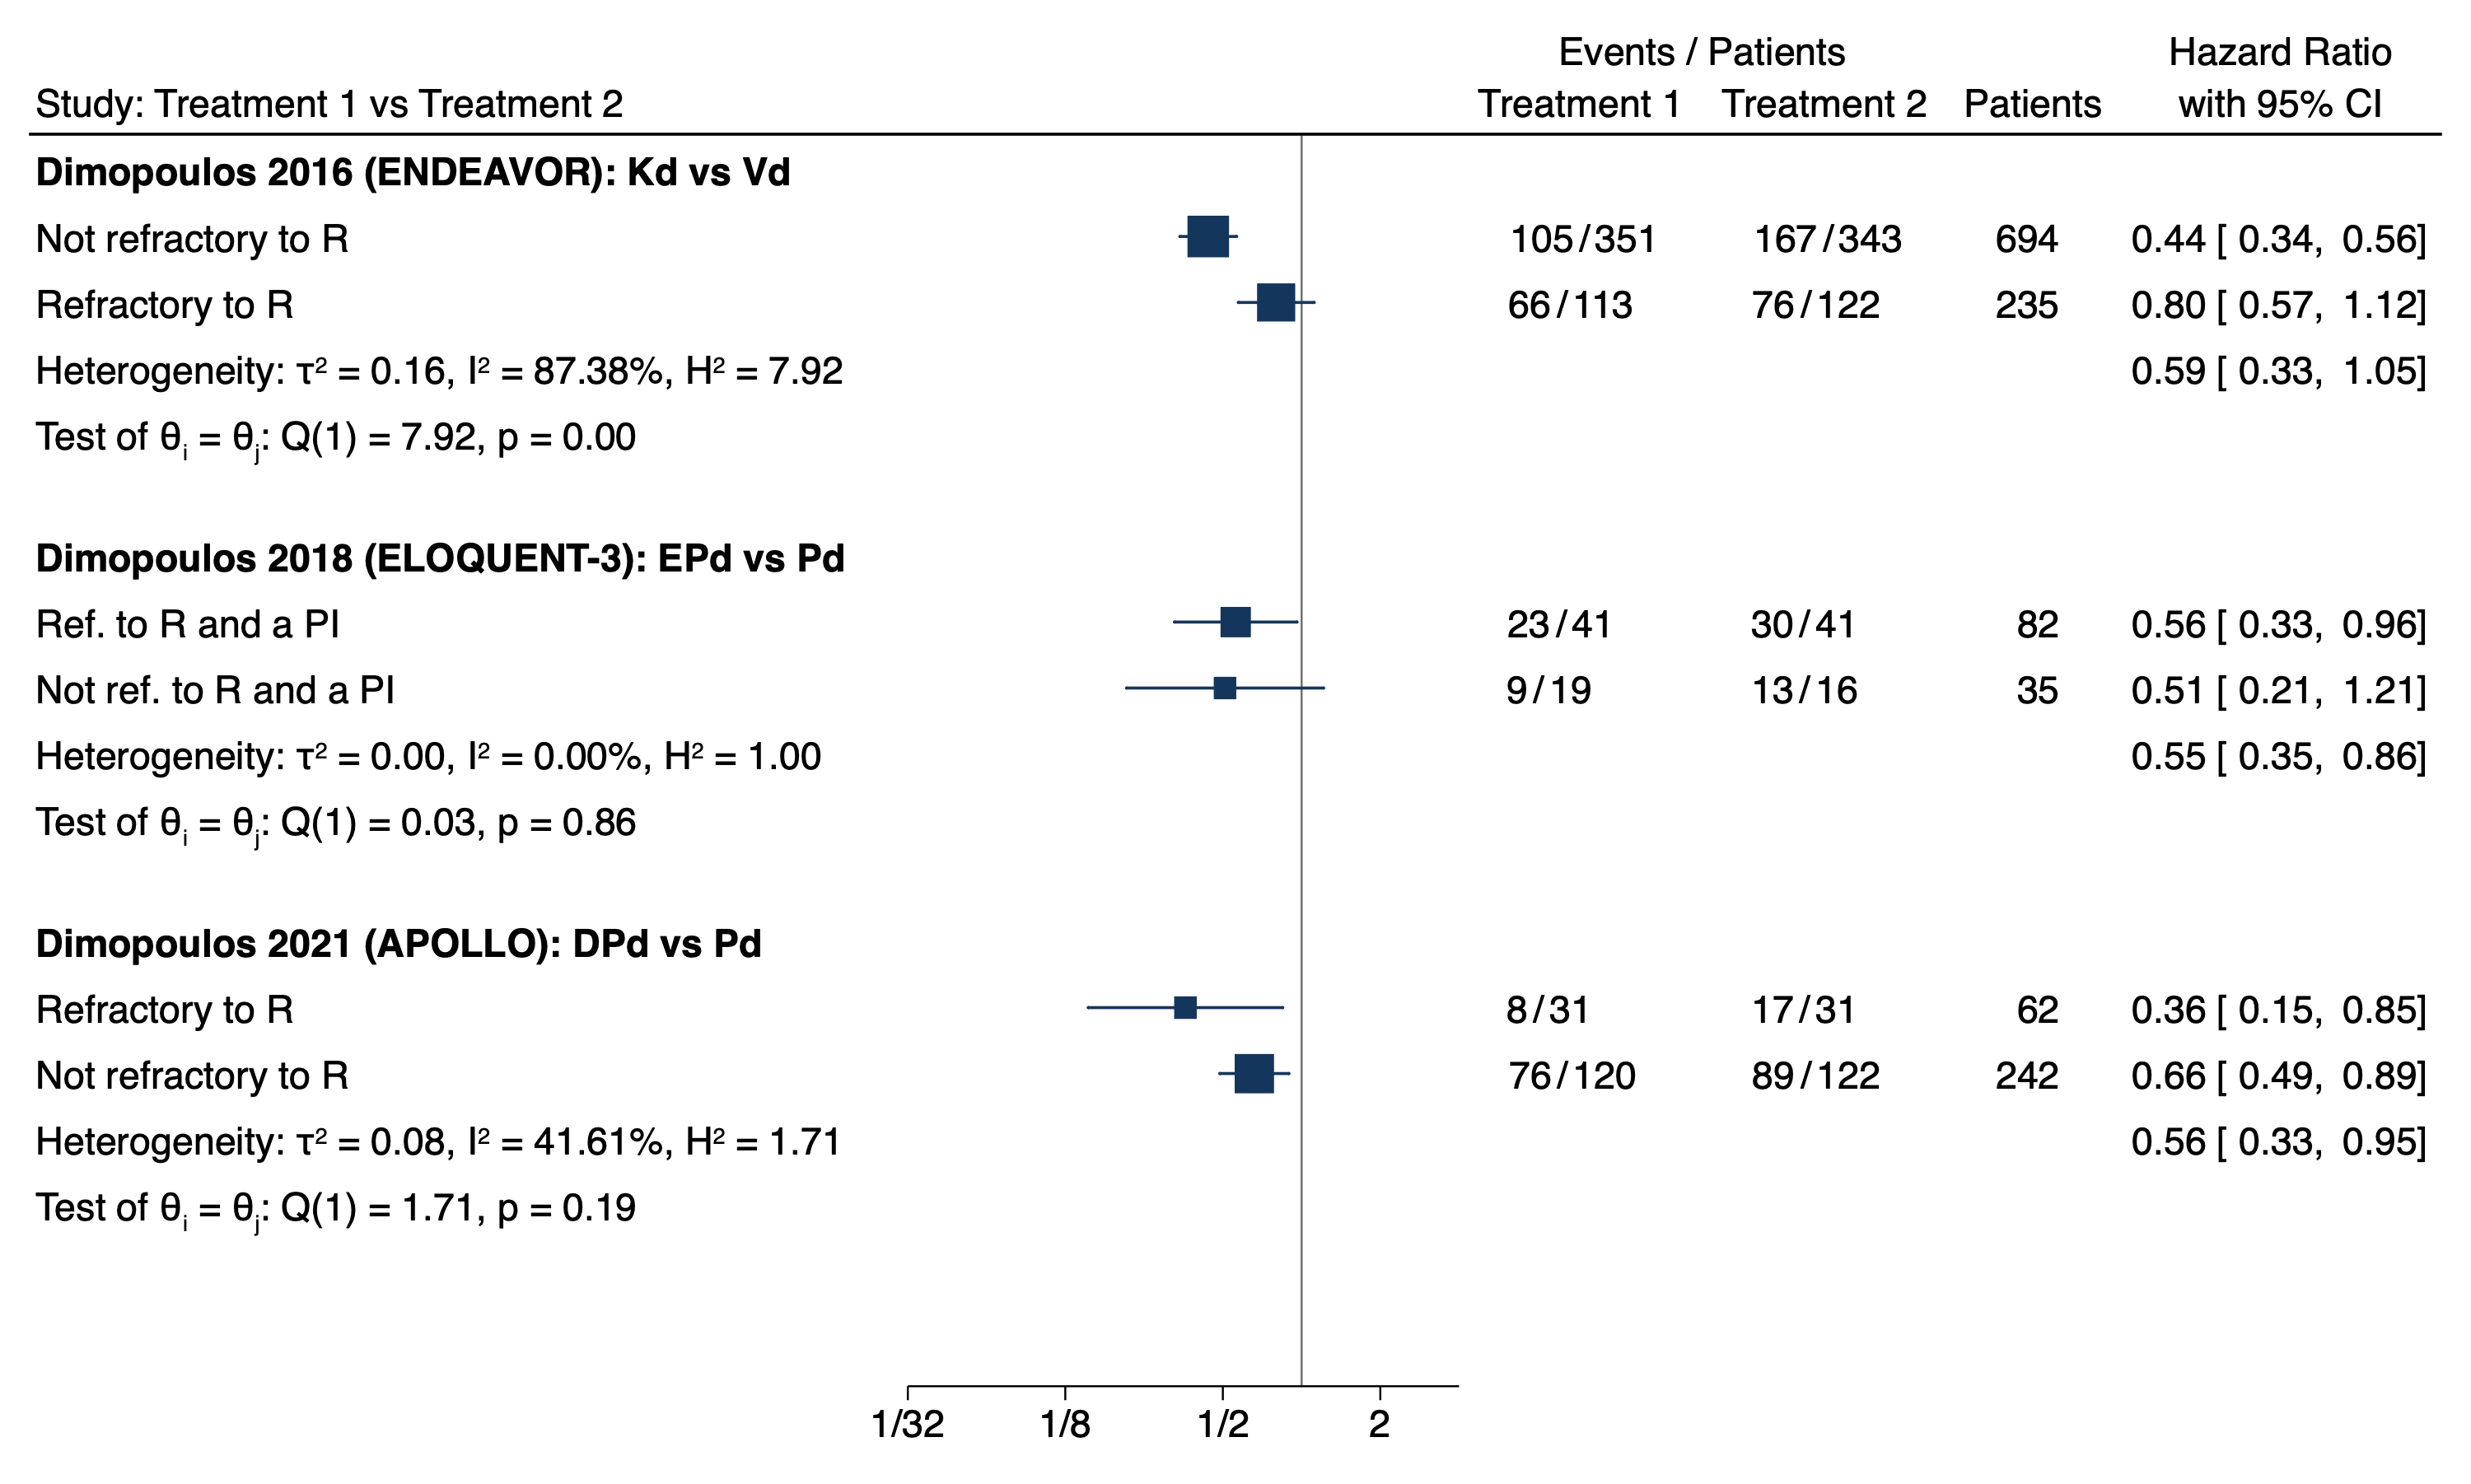 Events / Patients Hazard Ratio
Study: Treatment 1 vs Treatment 2 Treatment 1 Treatment 2 Patients with 95% CI
Dimopoulos 2016 (ENDEAVOR): Kd vs Vd
Not refractory to R 105/351 167/343 694 0.44 [ 0.34, 0.56]
Refractory to R 66/113 76/122 235 0.80 [ 0.57, 1.12]
Heterogeneity: τ² = 0.16, I² = 87.38%, H² = 7.92 0.59 [ 0.33, 1.05]
Test of θᵢ = θⱼ: Q(1) = 7.92, p = 0.00
Dimopoulos 2018 (ELOQUENT-3): EPd vs Pd
Ref. to R and a PI 23/41 30/41 82 0.56 [ 0.33, 0.96]
Not ref. to R and a PI 9/19 13/16 35 0.51 [ 0.21, 1.21]
Heterogeneity: τ² = 0.00, I² = 0.00%, H² = 1.00 0.55 [ 0.35, 0.86]
Test of θᵢ = θⱼ: Q(1) = 0.03, p = 0.86
Dimopoulos 2021 (APOLLO): DPd vs Pd
Refractory to R 8/31 17/31 62 0.36 [ 0.15, 0.85]
Not refractory to R 76/120 89/122 242 0.66 [ 0.49, 0.89]
Heterogeneity: τ² = 0.08, I² = 41.61%, H² = 1.71 0.56 [ 0.33, 0.95]
Test of θᵢ = θⱼ: Q(1) = 1.71, p = 0.19
1/32 1/8 1/2 2